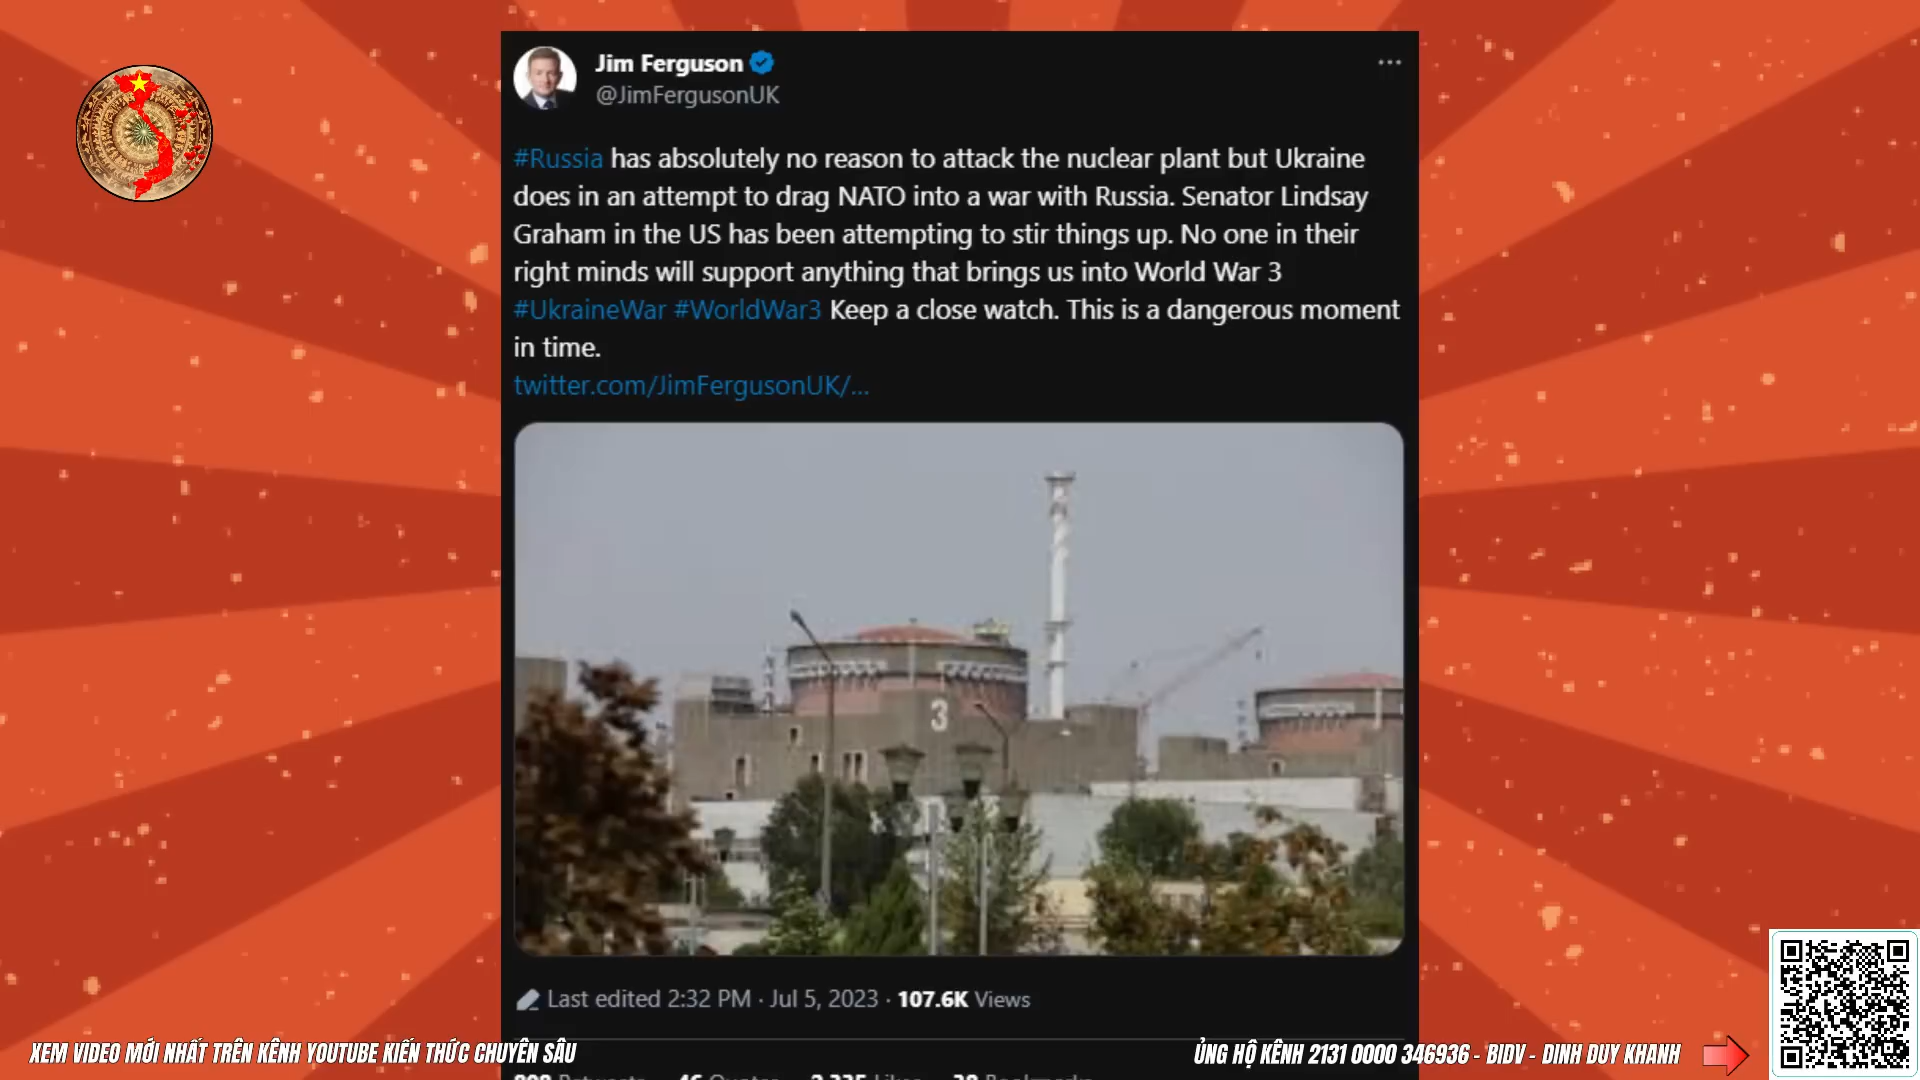 Jim Ferguson
@JimFergusonUK
#Russia has absolutely no reason to attack the nuclear plant but Ukraine
does in an attempt to drag NATO into a war with Russia. Senator Lindsay
Graham in the US has been attempting to stir things up. No one in their
right minds will support anything that brings us into World War 3
#UkraineWar #WorldWar3 Keep a close watch. This is a dangerous moment
in time.
twitter.com/JimFergusonUK/...
3
Last edited 2:32 PM · Jul 5, 2023 · 107.6K Views
XEM VIDEO MỚI NHẤT TRÊN KÊNH YOUTUBE KIẾN THỨC CHUYÊN SÂU
ỦNG HỘ KÊNH 2131 0000 346936 - BIDV - DINH DUY KHANH